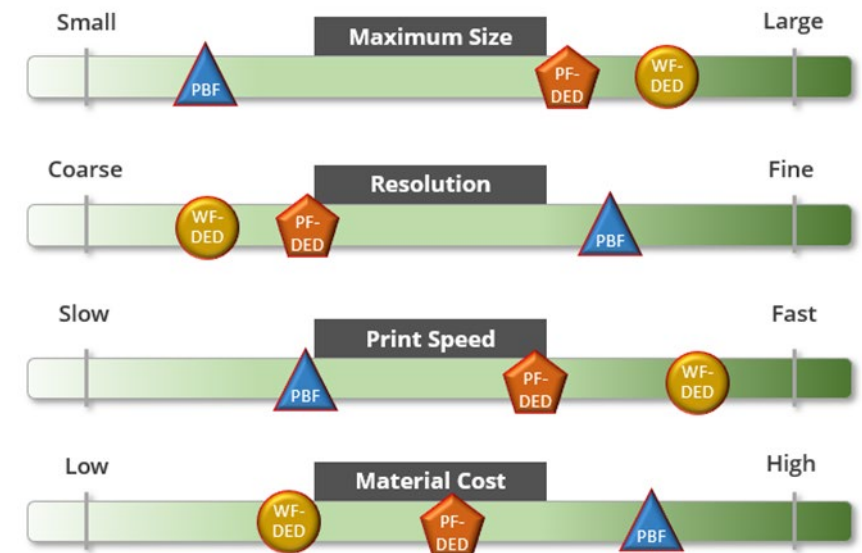 Small
Maximum Size
Large
PBF
PF-
DED
WF-
DED
Coarse
Resolution
Fine
WF-
DED
PF-
DED
PBF
Slow
Print Speed
Fast
PBF
PF-
DED
WF-
DED
Low
Material Cost
High
WF-
DED
PF-
DED
PBF